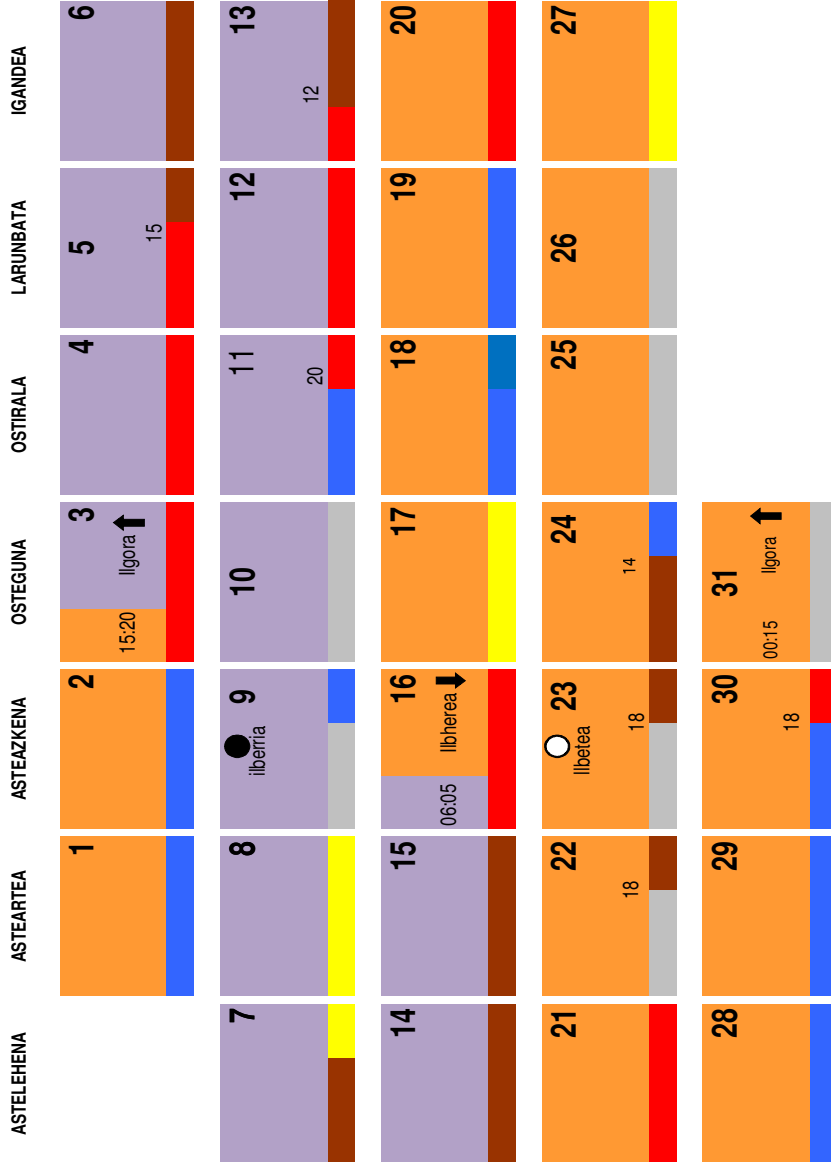 ASTELEHENA ASTEARTEA ASTEAZKENA OSTEGUNA OSTIRALA LARUNBATA IGANDEA
1 2 3 4 5 6
Ilgora
15:20
15
7 8 9 10 11 12 13
ilberria
20
12
14 15 16 17 18 19 20
Ilbherea
06:05
21 22 23 24 25 26 27
Ilbetea
18 18 14
28 29 30 31
Ilgora
00:15
18